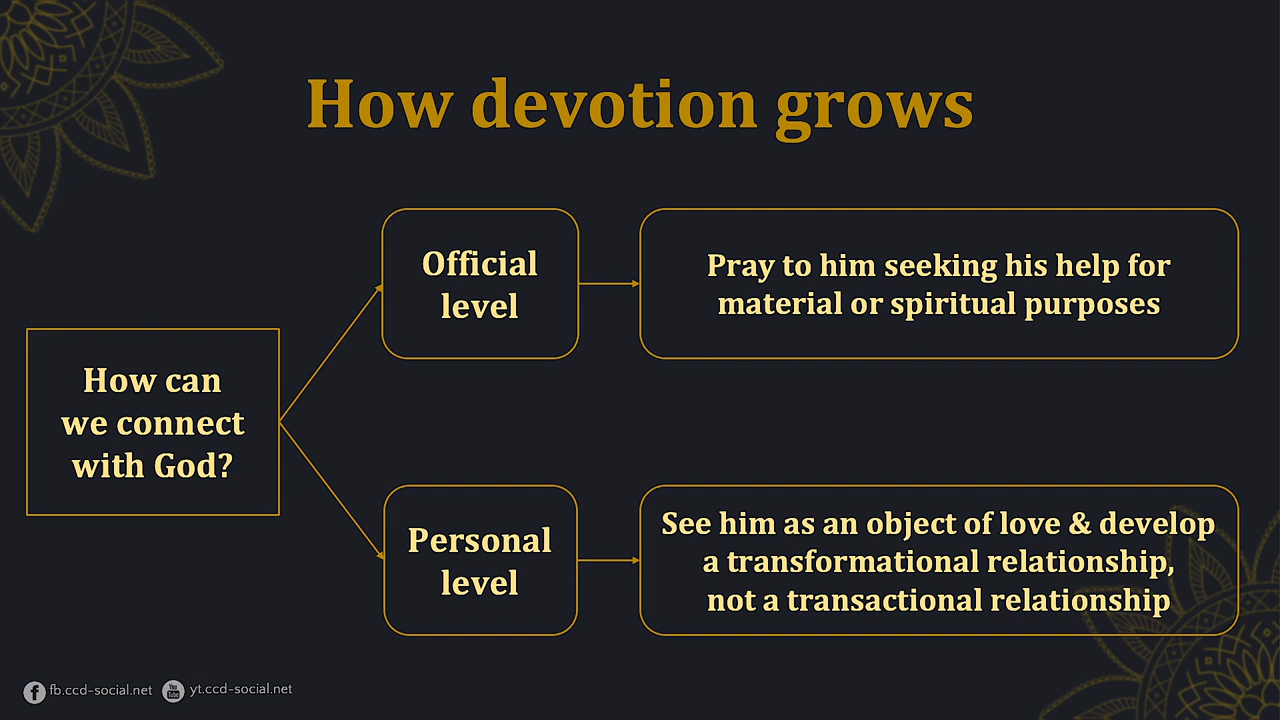 How devotion grows
Official
level
Pray to him seeking his help for
material or spiritual purposes
How can
we connect
with God?
Personal
level
See him as an object of love & develop
a transformational relationship,
not a transactional relationship
fb.ccd-social.net
You
Tube
yt.ccd-social.net